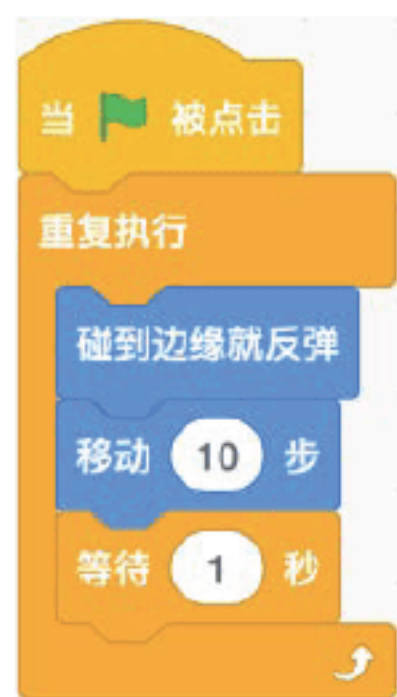 当 被点击
重复执行
碰到边缘就反弹
移动 10 步
等待 1 秒